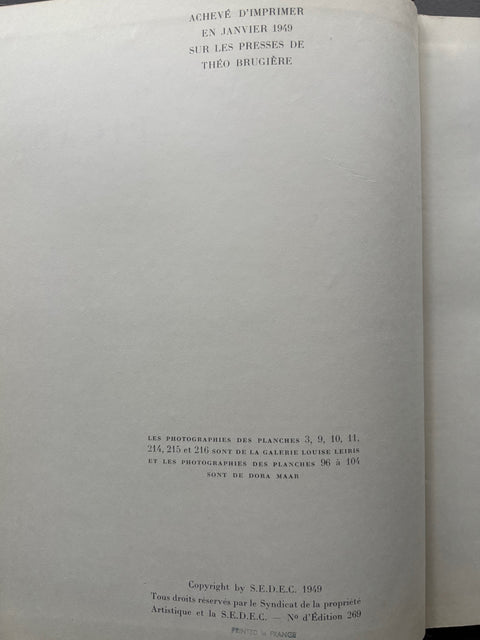 ACHEVÉ D'IMPRIMER
EN JANVIER 1949
SUR LES PRESSES DE
THÉO BRUGIÈRE
LES PHOTOGRAPHIES DES PLANCHES 3, 9, 10, 11,
214, 215 et 216 SONT DE LA GALERIE LOUISE LEIRIS
ET LES PHOTOGRAPHIES DES PLANCHES 96 à 104
SONT DE DORA MAAR
Copyright by S.E.D.E.C. 1949
Tous droits réservés par le Syndicat de la propriété
Artistique et la S.E.D.E.C. — N° d'Édition 269
PRINTED in FRANCE